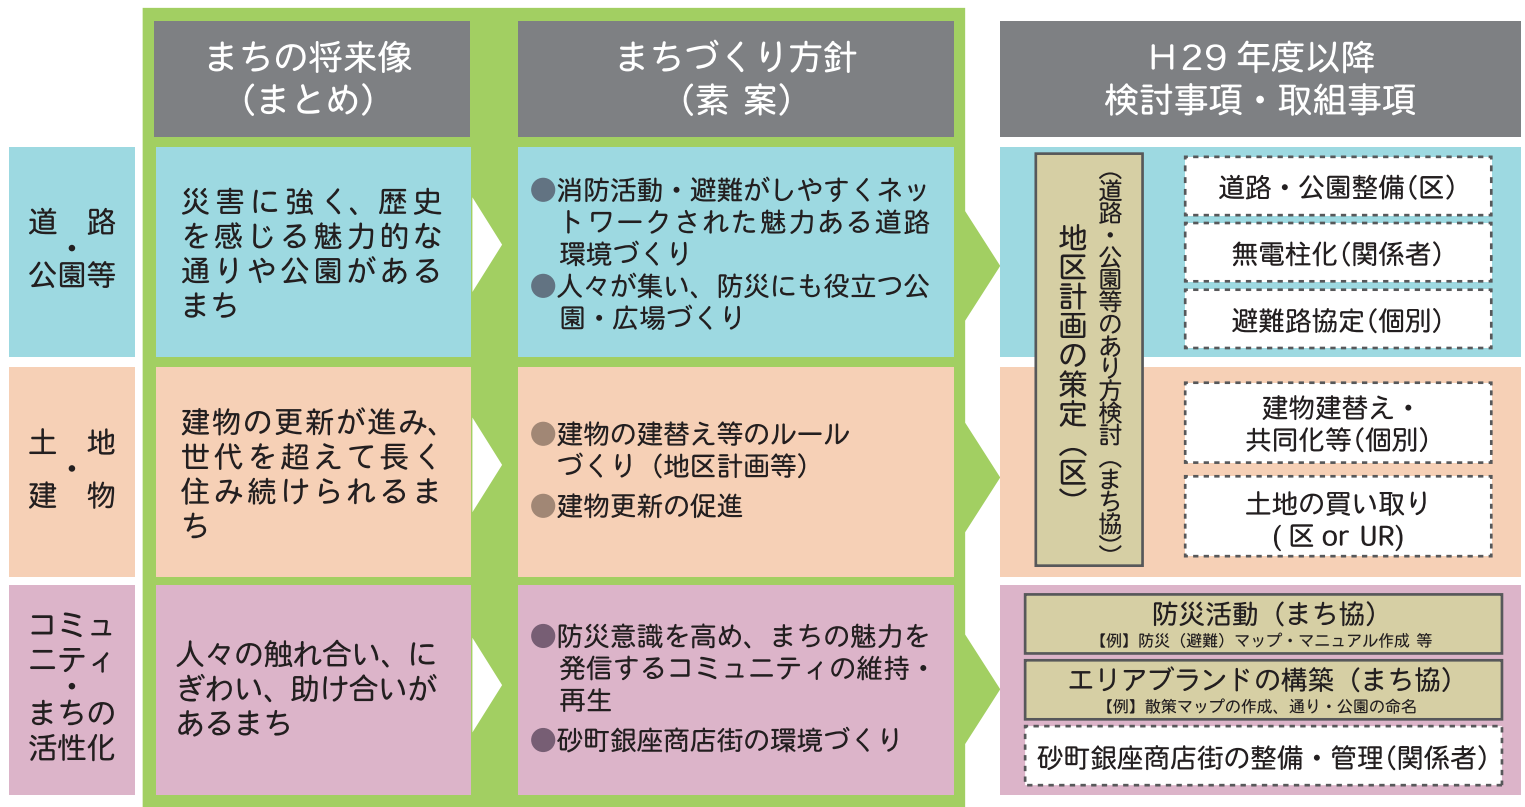 まちの将来像
（まとめ）
まちづくり方針
（素 案）
H29年度以降
検討事項・取組事項
道 路
・
公園等
災害に強く、歴史
を感じる魅力的な
通りや公園がある
まち
●消防活動・避難がしやすくネッ
トワークされた魅力ある道路
環境づくり
●人々が集い、防災にも役立つ公
園・広場づくり
地区計画の策定（区）
（道路・公園等のあり方検討（まち協））
道路・公園整備(区)
無電柱化(関係者)
避難路協定(個別)
土 地
・
建 物
建物の更新が進み、
世代を超えて長く
住み続けられるま
ち
●建物の建替え等のルール
づくり（地区計画等）
●建物更新の促進
建物建替え・
共同化等(個別)
土地の買い取り
(区 or UR)
コミュ
ニティ
・
まちの
活性化
人々の触れ合い、に
ぎわい、助け合いが
あるまち
●防災意識を高め、まちの魅力を
発信するコミュニティの維持・
再生
●砂町銀座商店街の環境づくり
防災活動（まち協）
【例】防災（避難）マップ・マニュアル作成 等
エリアブランドの構築（まち協）
【例】散策マップの作成、通り・公園の命名
砂町銀座商店街の整備・管理(関係者)